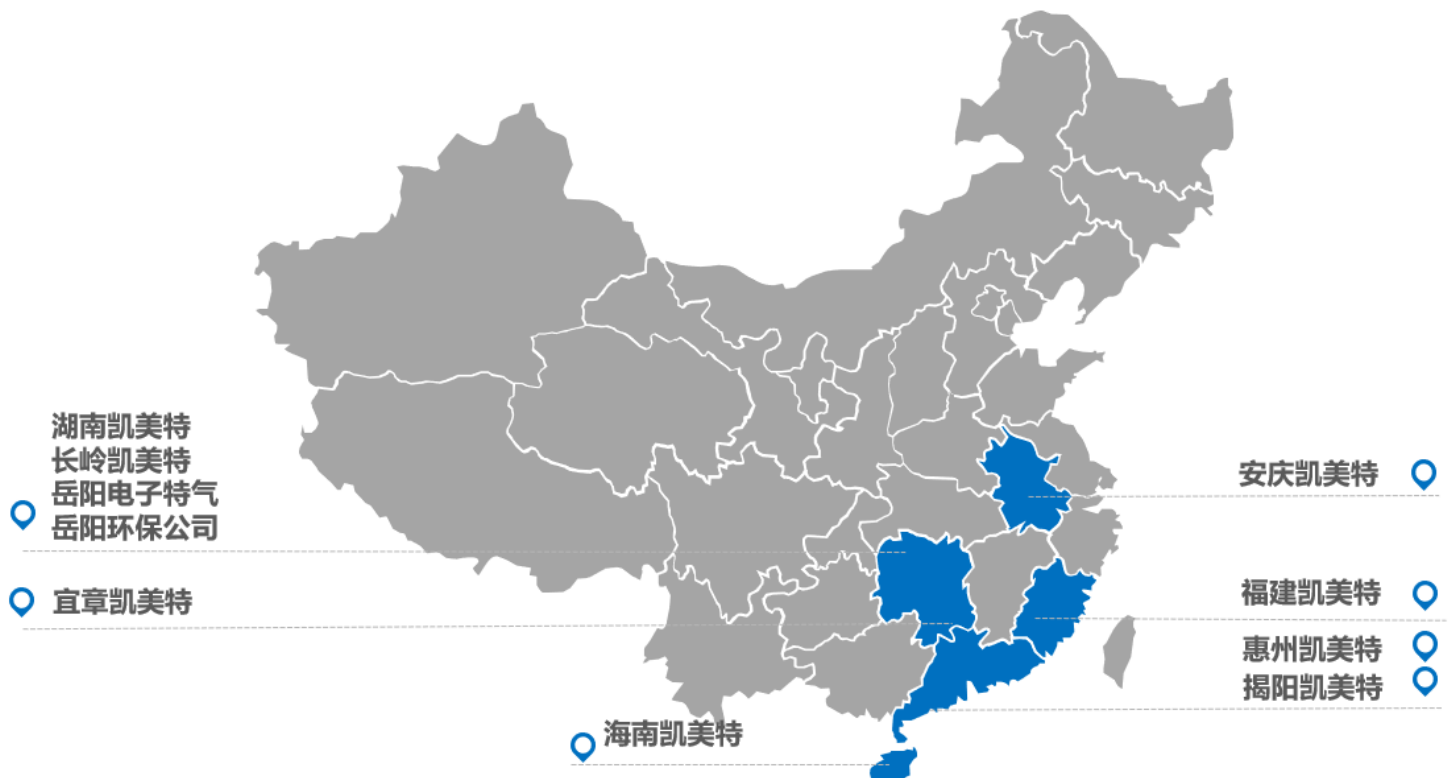 湖南凯美特
长岭凯美特
岳阳电子特气
岳阳环保公司
宜章凯美特
安庆凯美特
福建凯美特
惠州凯美特
揭阳凯美特
海南凯美特